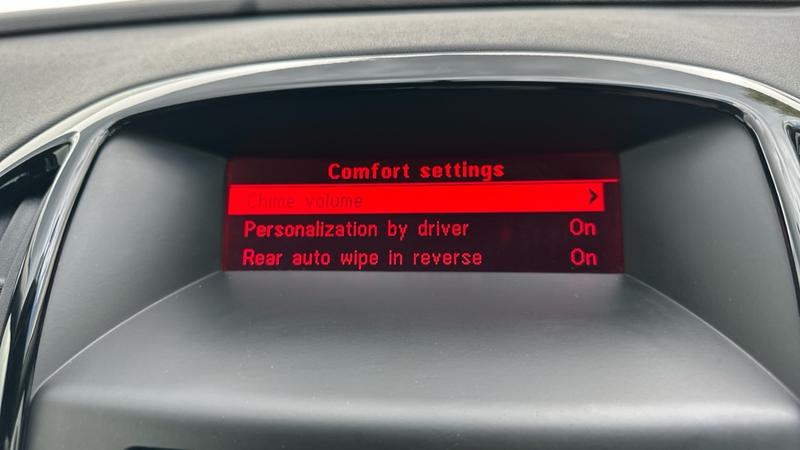 Comfort settings
Chime volume >
Personalization by driver On
Rear auto wipe in reverse On